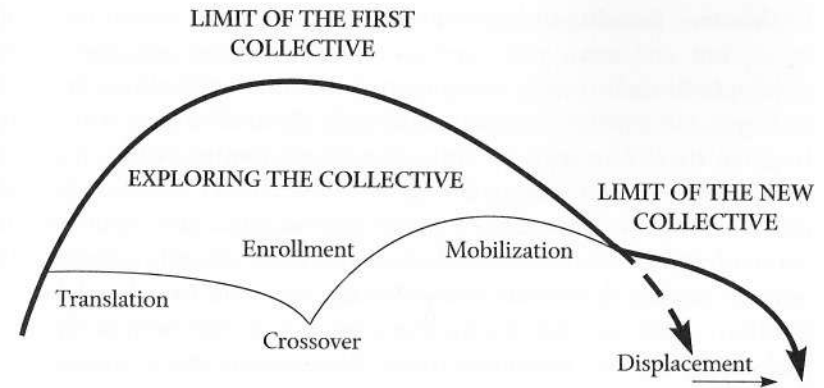 LIMIT OF THE FIRST
COLLECTIVE
EXPLORING THE COLLECTIVE
LIMIT OF THE NEW
COLLECTIVE
Enrollment
Mobilization
Translation
Crossover
Displacement